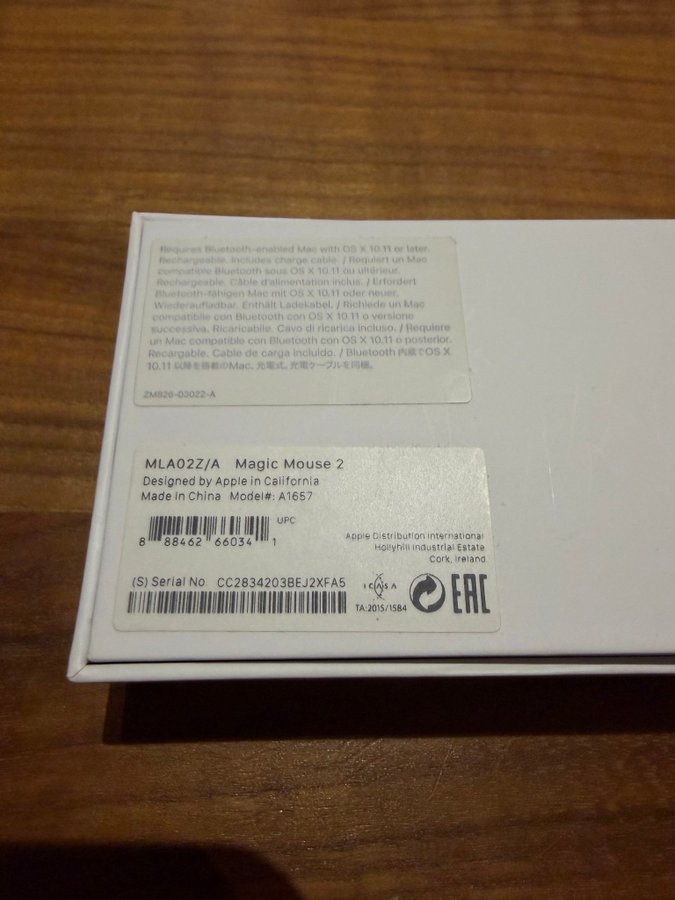 Requires Bluetooth-enabled Mac with OS X 10.11 or later.
Rechargeable. Includes charge cable. / Requiert un Mac
compatible Bluetooth sous OS X 10.11 ou ultérieur.
Rechargeable. Câble d'alimentation inclus. / Erfordert
Bluetooth-fähigen Mac mit OS X 10.11 oder neuer.
Wiederaufladbar. Enthält Ladekabel. / Richiede un Mac
compatibile con Bluetooth con OS X 10.11 o versione
successiva. Ricaricabile. Cavo di ricarica incluso. / Requiere
un Mac compatible con Bluetooth con OS X 10.11 o posterior.
Recargable. Cable de carga incluido. / Bluetooth 内蔵でOS X
10.11 以降を搭載のMac. 充電式. 充電ケーブルを同梱.
ZM826-03022-A
MLA02Z/A Magic Mouse 2
Designed by Apple in California
Made in China Model#: A1657
UPC
8 88462 66034 1
Apple Distribution International
Hollyhill Industrial Estate
Cork, Ireland
(S) Serial No. CC2834203BEJ2XFA5
ICASA
TA:2015/1584
EAC